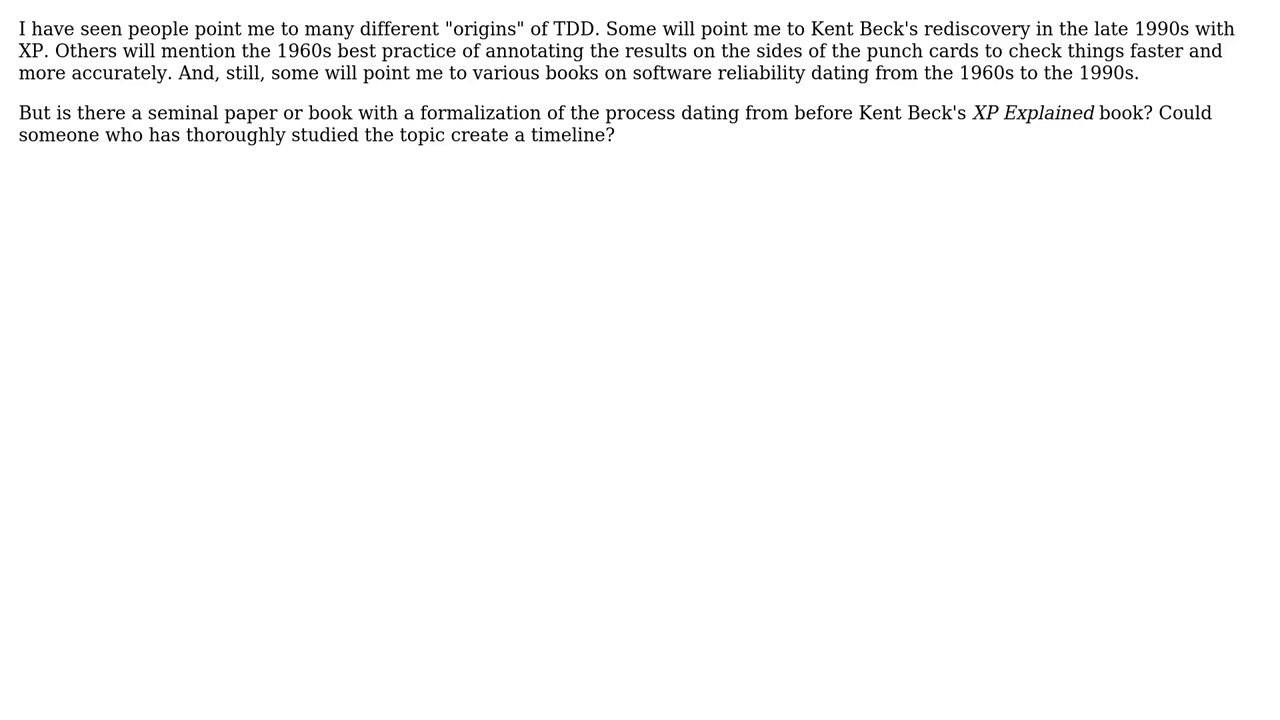 I have seen people point me to many different "origins" of TDD. Some will point me to Kent Beck's rediscovery in the late 1990s with
XP. Others will mention the 1960s best practice of annotating the results on the sides of the punch cards to check things faster and
more accurately. And, still, some will point me to various books on software reliability dating from the 1960s to the 1990s.
But is there a seminal paper or book with a formalization of the process dating from before Kent Beck's XP Explained book? Could
someone who has thoroughly studied the topic create a timeline?